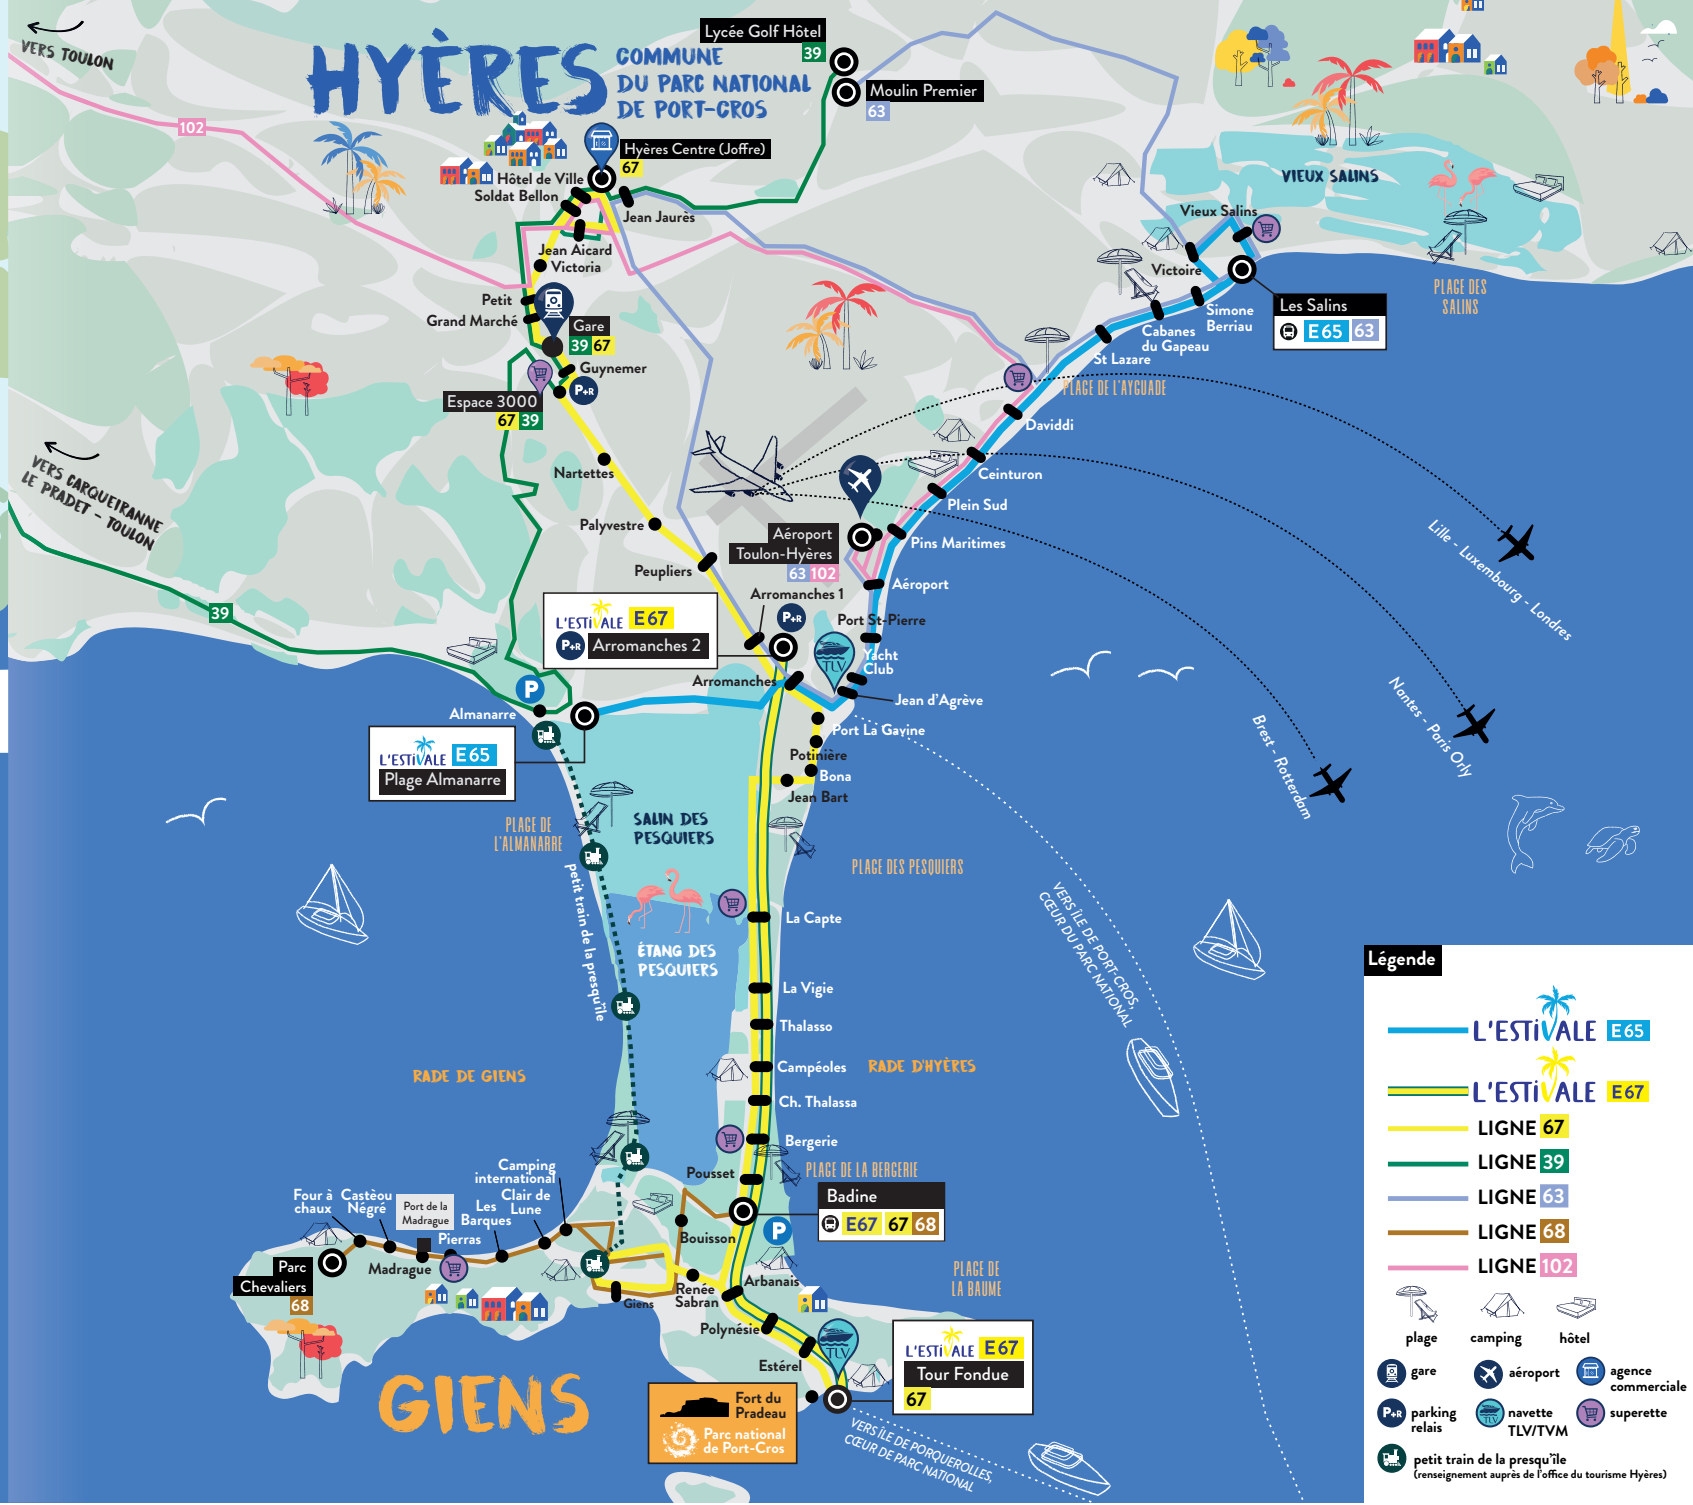 VERS TOULON
102
HYÈRES
COMMUNE
DU PARC NATIONAL
DE PORT-CROS
Lycée Golf Hôtel
39
Moulin Premier
63
Hyères Centre (Joffre)
67
Hôtel de Ville
Soldat Bellon
Jean Jaurès
Jean Aicard
Victoria
Petit
Grand Marché
Gare
39 67
Guynemer
P+R
Espace 3000
67 39
Nartettes
Palyvestre
Peupliers
VERS CARQUEIRANNE
LE PRADET - TOULON
39
VIEUX SALINS
Vieux Salins
Victoire
Les Salins
E65 63
Simone
Berriau
Cabanes
du Gapeau
St Lazare
PLAGE DES
SALINS
PLAGE DE L'AYGUADE
Daviddi
Ceinturon
Plein Sud
Pins Maritimes
Aéroport
Toulon-Hyères
63 102
Aéroport
Arromanches 1
P+R
Port St-Pierre
TLV
Yacht
Club
L'ESTIVALE E67
P+R Arromanches 2
Arromanches
Jean d'Agrève
Port La Gavine
Potinière
Bona
Jean Bart
P
Almanarre
L'ESTIVALE E65
Plage Almanarre
Lille - Luxembourg - Londres
Nantes - Paris Orly
Brest - Rotterdam
SALIN DES
PESQUIERS
PLAGE DE
L'ALMANARRE
petit train de la presqu'île
PLAGE DES PESQUIERS
La Capte
ÉTANG DES
PESQUIERS
VERS ÎLE DE PORT-CROS,
CŒUR DU PARC NATIONAL
La Vigie
Thalasso
Campéoles
RADE D'HYÈRES
RADE DE GIENS
Ch. Thalassa
Bergerie
PLAGE DE LA BERGERIE
Pousset
Badine
E67 67 68
P
Bouisson
Camping
international
Clair de
Lune
Les
Barques
Port de la
Madrague
Castèou
Négré
Four à
chaux
Pierras
Madrague
Parc
Chevaliers
68
Giens
Renée
Sabran
Arbanais
PLAGE DE
LA BAUME
Polynésie
Estérel
TLV
L'ESTIVALE E67
Tour Fondue
67
GIENS
Fort du
Pradeau
Parc national
de Port-Cros
VERS ÎLE DE PORQUEROLLES,
CŒUR DE PARC NATIONAL
Légende
L'ESTIVALE E65
L'ESTIVALE E67
LIGNE 67
LIGNE 39
LIGNE 63
LIGNE 68
LIGNE 102
plage
camping
hôtel
gare
aéroport
agence
commerciale
P+R parking
relais
TLV navette
TLV/TVM
superette
petit train de la presqu'île
(renseignement auprès de l'office du tourisme Hyères)